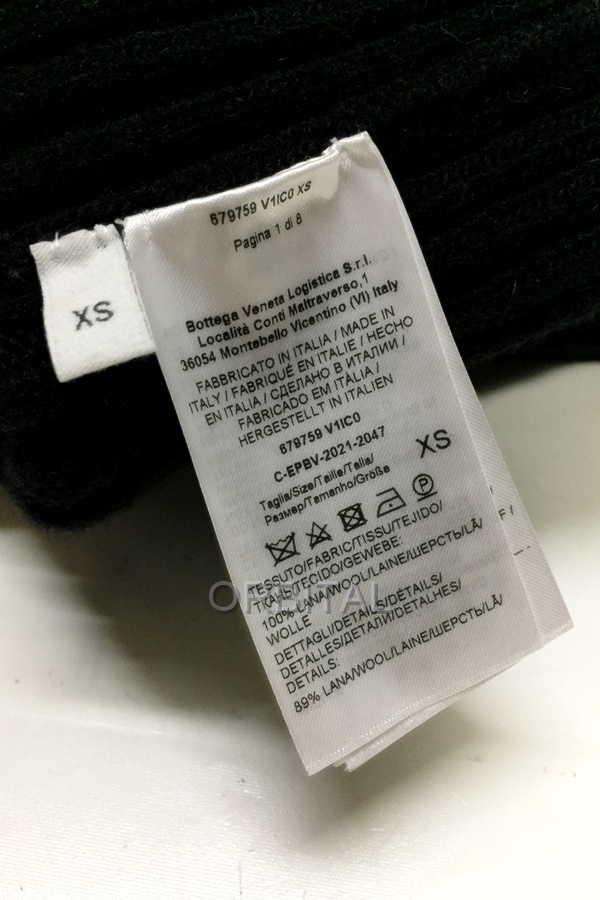 XS
679759 V1IC0 XS
Pagina 1 di 8
Bottega Veneta Logistica S.r.l.
Località Conti Maltraverso,1
36054 Montebello Vicentino (VI) Italy
FABBRICATO IN ITALIA / MADE IN
ITALY / FABRIQUÉ EN ITALIE / HECHO
EN ITALIA / СДЕЛАНО В ИТАЛИИ /
FABRICADO EM ITÁLIA /
HERGESTELLT IN ITALIEN
679759 V1IC0
C-EPBV-2021-2047
Taglia/Size/Taille/Talla/
Размер/Tamanho/Größe
XS
TESSUTO/FABRIC/TISSU/TEJIDO/
ТКАНЬ/TECIDO/GEWEBE:
100% LANA/WOOL/LAINE/ШЕРСТЬ/LÃ/
WOLLE
DETTAGLI/DETAILS/DÉTAILS/
DETALLES/ДЕТАЛИ/DETALHES/
DETAILS:
89% LANA/WOOL/LAINE/ШЕРСТЬ/LÃ/
ORBITAL